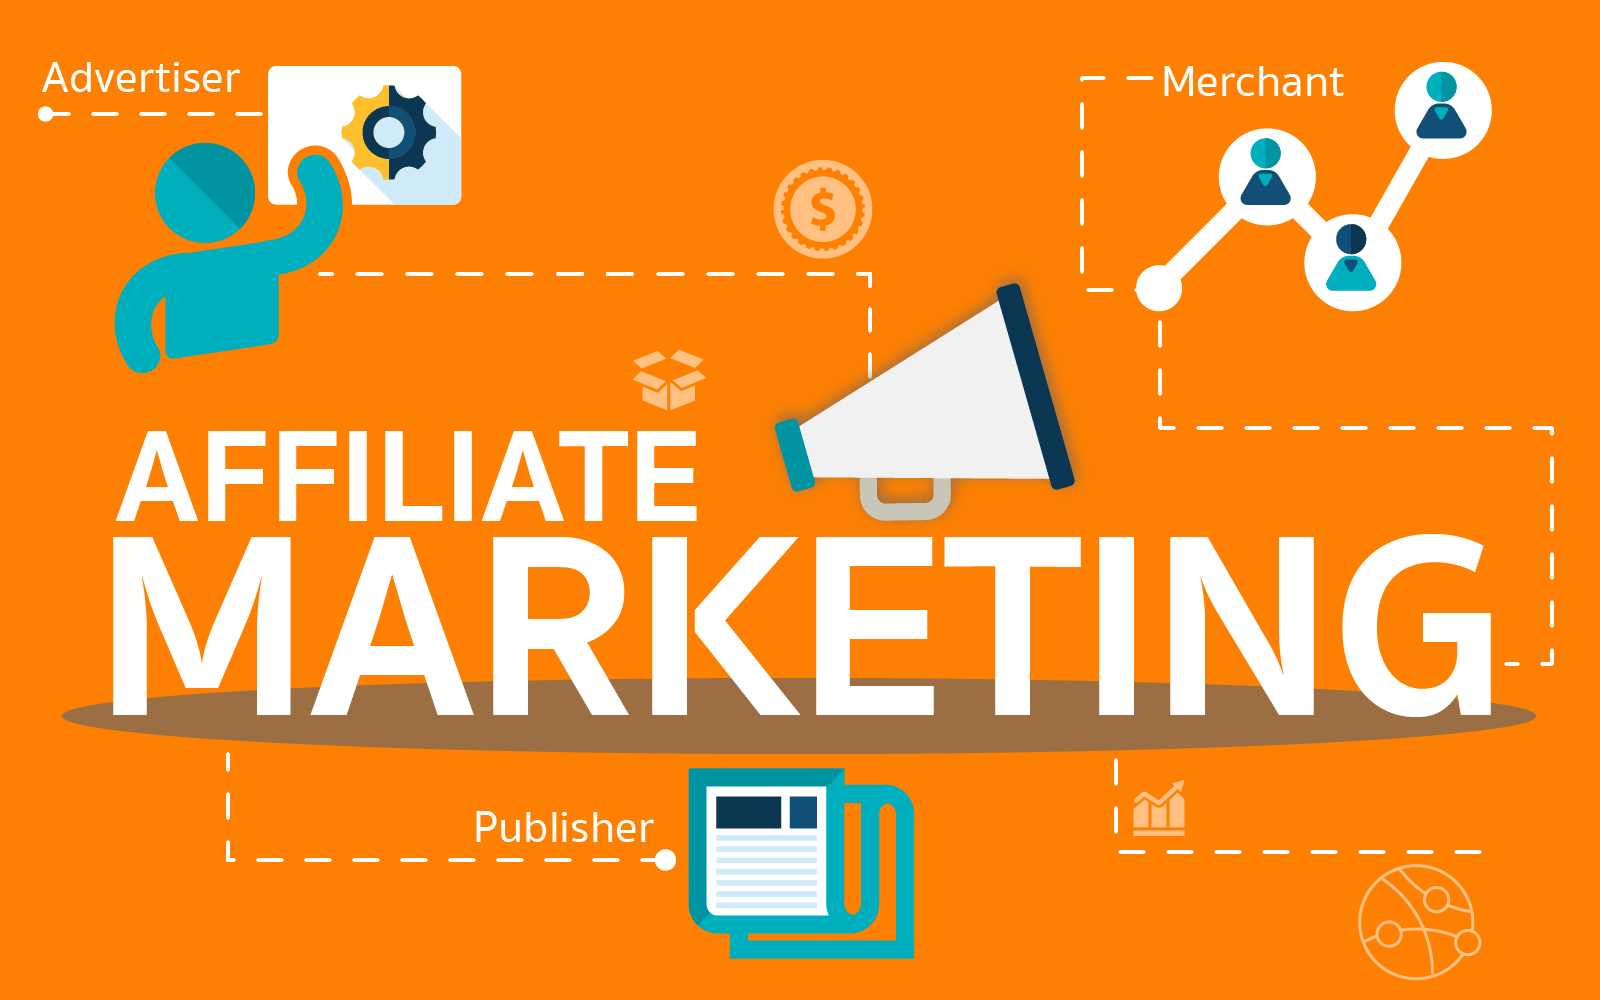 Advertiser
Merchant
$
AFFILIATE
MARKETING
Publisher